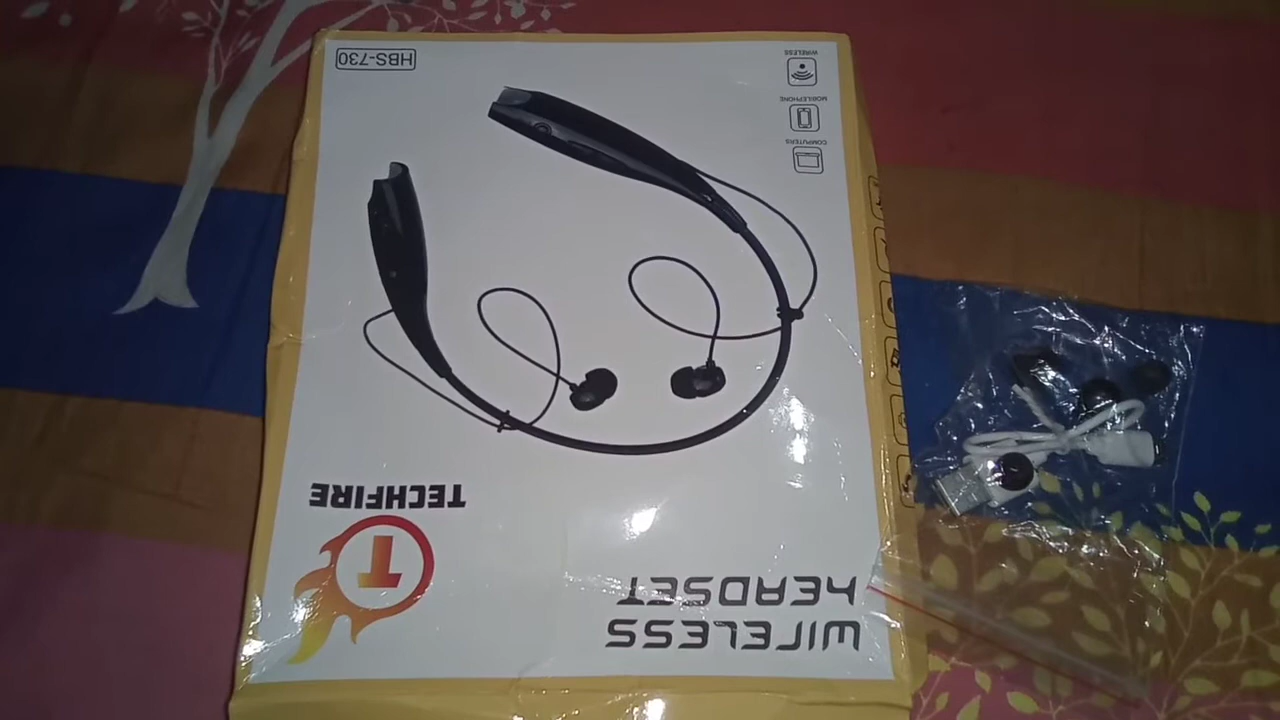 WIRELESS
HEADSET
T
TECHFIRE
COMPUTERS
MOBILEPHONE
WIRELESS
HBS-730